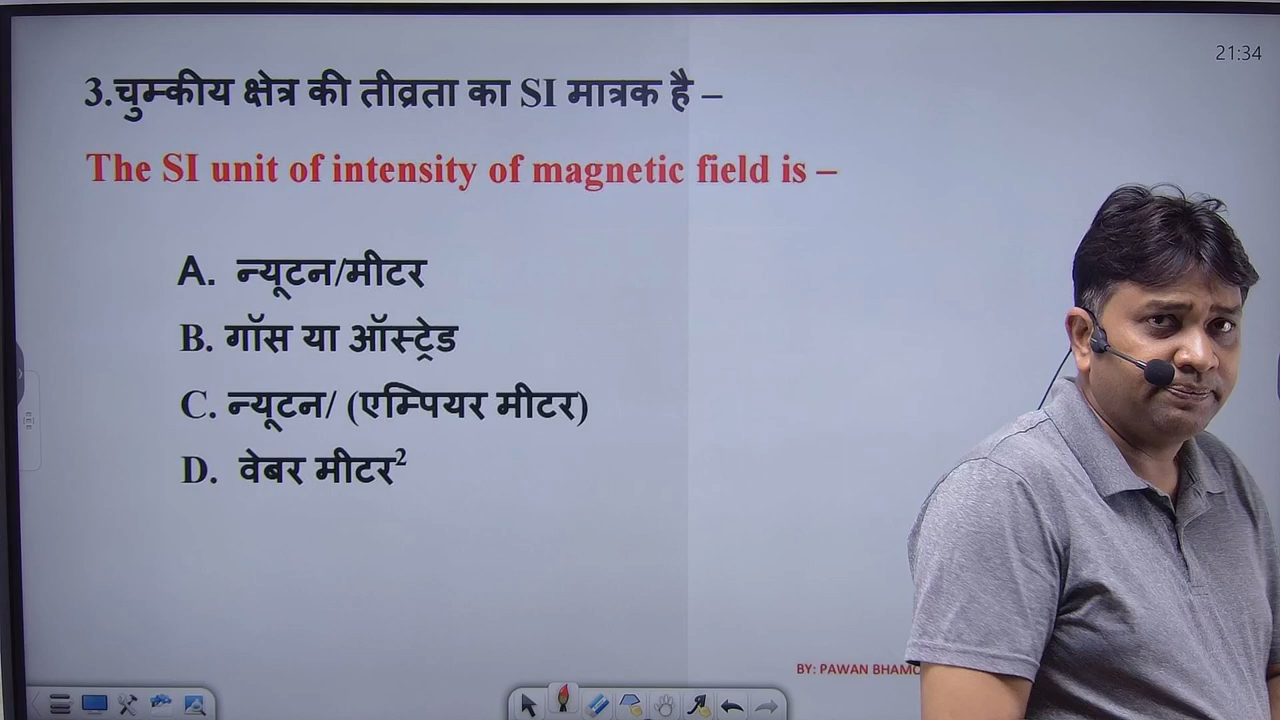 21:34
3.चुम्कीय क्षेत्र की तीव्रता का SI मात्रक है –
The SI unit of intensity of magnetic field is –
A. न्यूटन/मीटर
B. गॉस या ऑस्ट्रेड
C. न्यूटन/ (एम्पियर मीटर)
D. वेबर मीटर²
BY: PAWAN